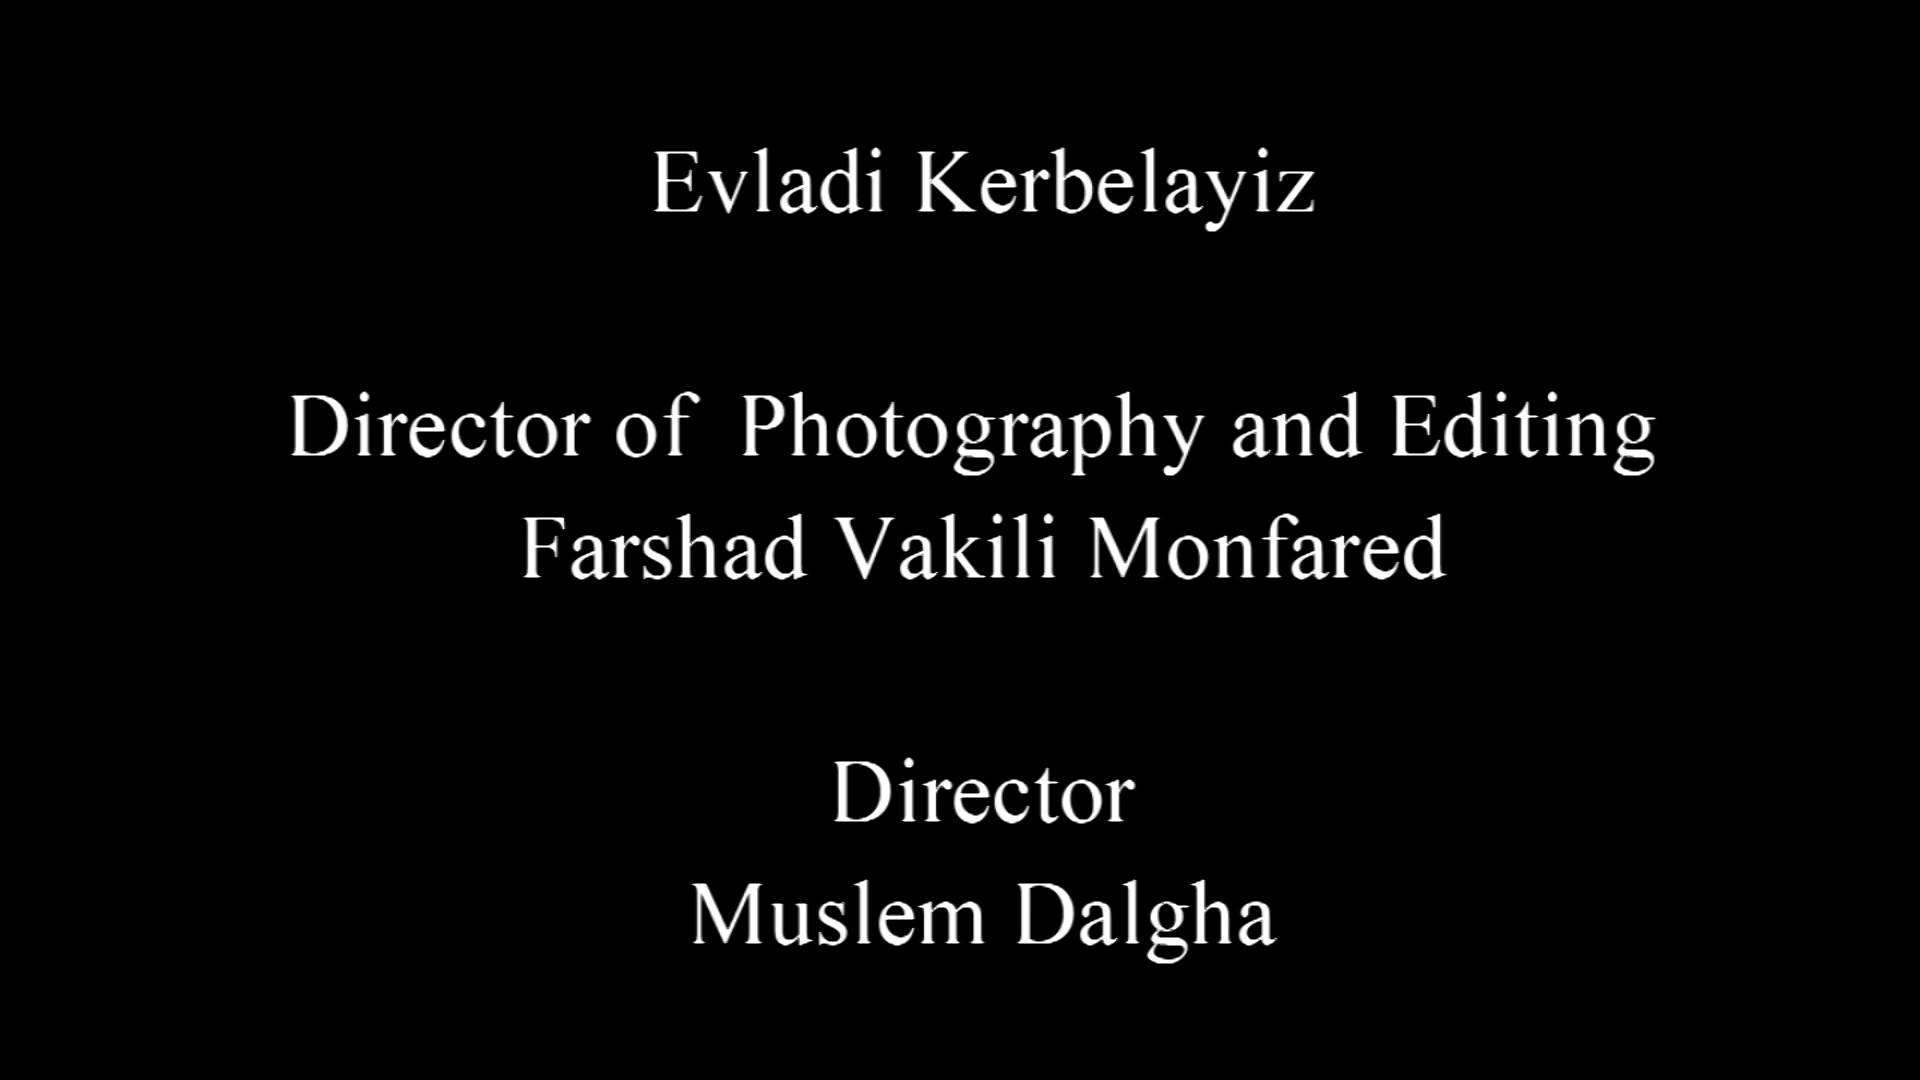 Evladi Kerbelayiz
Director of Photography and Editing
Farshad Vakili Monfared
Director
Muslem Dalgha